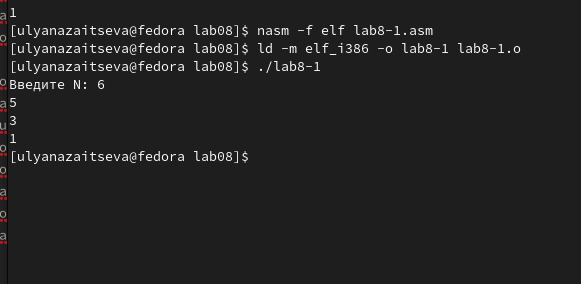 1
[ulyanazaitseva@fedora lab08]$ nasm -f elf lab8-1.asm
[ulyanazaitseva@fedora lab08]$ ld -m elf_i386 -o lab8-1 lab8-1.o
[ulyanazaitseva@fedora lab08]$ ./lab8-1
Введите N: 6
5
3
1
[ulyanazaitseva@fedora lab08]$